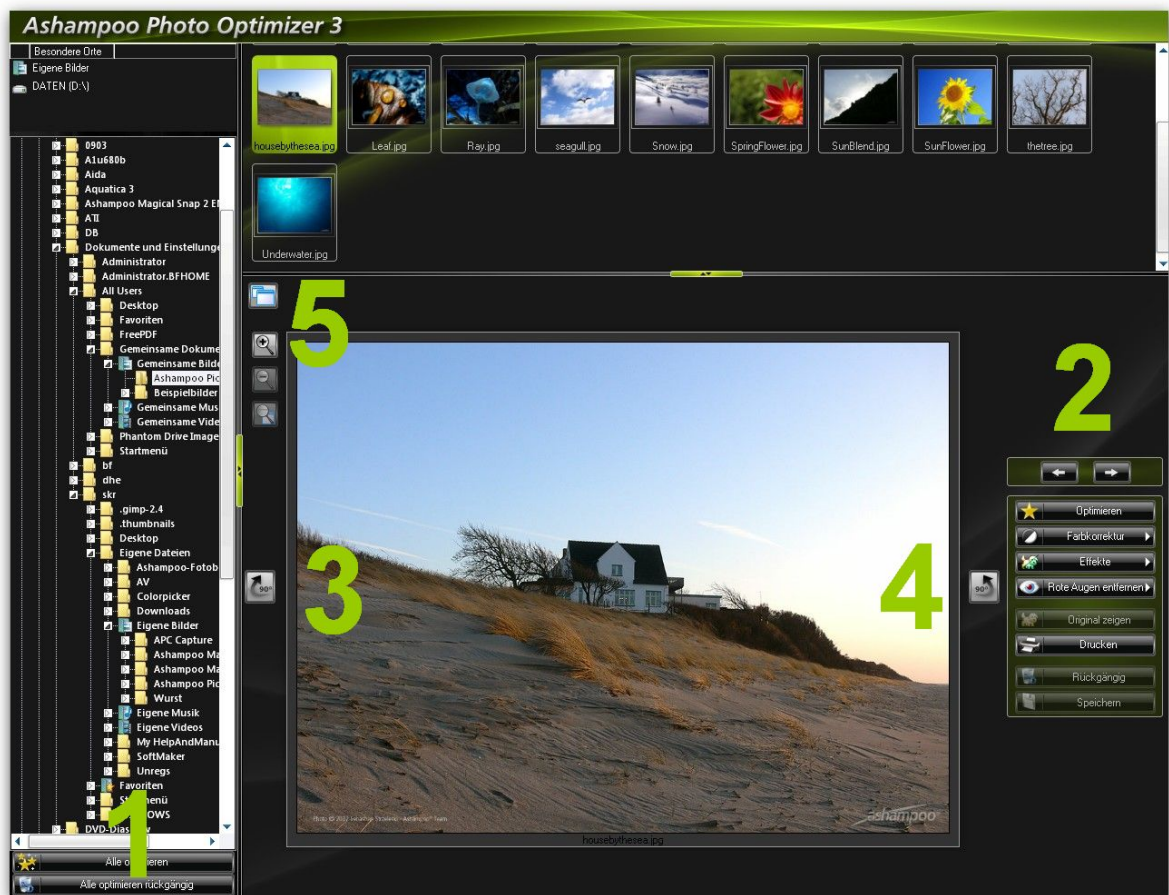 Ashampoo Photo Optimizer 3
Besondere Orte
Eigene Bilder
DATEN (D:\)
0903
A1u680b
Aida
Aquatica 3
Ashampoo Magical Snap 2 E
ATI
DB
Dokumente und Einstellunge
Administrator
Administrator.BFHOME
All Users
Desktop
Favoriten
FreePDF
Gemeinsame Dokume
Gemeinsame Bilde
Ashampoo Pic
Beispielbilder
Gemeinsame Mus
Gemeinsame Vide
Phantom Drive Image
Startmenü
bf
dhe
skr
.gimp-2.4
.thumbnails
Desktop
Eigene Dateien
Ashampoo-Fotob
AV
Colorpicker
Downloads
Eigene Bilder
APC Capture
Ashampoo Ma
Ashampoo Ma
Ashampoo Pic
Wurst
Eigene Musik
Eigene Videos
My HelpAndManu
SoftMaker
Unregs
Favoriten
1
Alle optimieren
Alle optimieren rückgängig
housebythesea.jpg
Leaf.jpg
Ray.jpg
seagull.jpg
Snow.jpg
SpringFlower.jpg
SunBlend.jpg
SunFlower.jpg
thetree.jpg
Underwater.jpg
5
3
90°
4
90°
ashampoo
housebythesea.jpg
2
Optimieren
Farbkorrektur
Effekte
Rote Augen entfernen
Original zeigen
Drucken
Rückgängig
Speichern